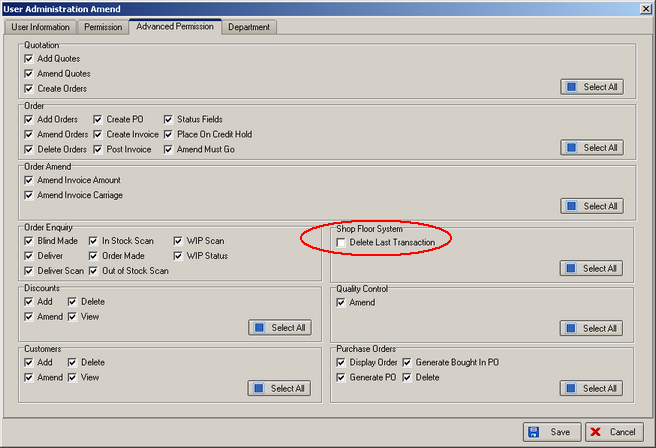 User Administration Amend
User Information Permission Advanced Permission Department
Quotation
Add Quotes
Amend Quotes
Create Orders
Select All
Order
Add Orders Create PO Status Fields
Amend Orders Create Invoice Place On Credit Hold
Delete Orders Post Invoice Amend Must Go
Select All
Order Amend
Amend Invoice Amount
Amend Invoice Carriage
Select All
Order Enquiry
Blind Made In Stock Scan WIP Scan
Deliver Order Made WIP Status
Deliver Scan Out of Stock Scan
Shop Floor System
Delete Last Transaction
Select All
Discounts
Add Delete
Amend View
Select All
Quality Control
Amend
Select All
Customers
Add Delete
Amend View
Select All
Purchase Orders
Display Order Generate Bought In PO
Generate PO Delete
Select All
Save Cancel